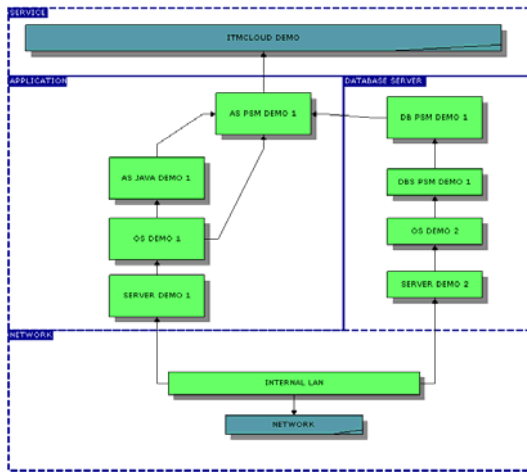 SERVICE
ITMCLOUD DEMO
APPLICATION
DATABASE SERVER
AS PSM DEMO 1
DB PSM DEMO 1
AS JAVA DEMO 1
DBS PSM DEMO 1
OS DEMO 1
OS DEMO 2
SERVER DEMO 1
SERVER DEMO 2
NETWORK
INTERNAL LAN
NETWORK